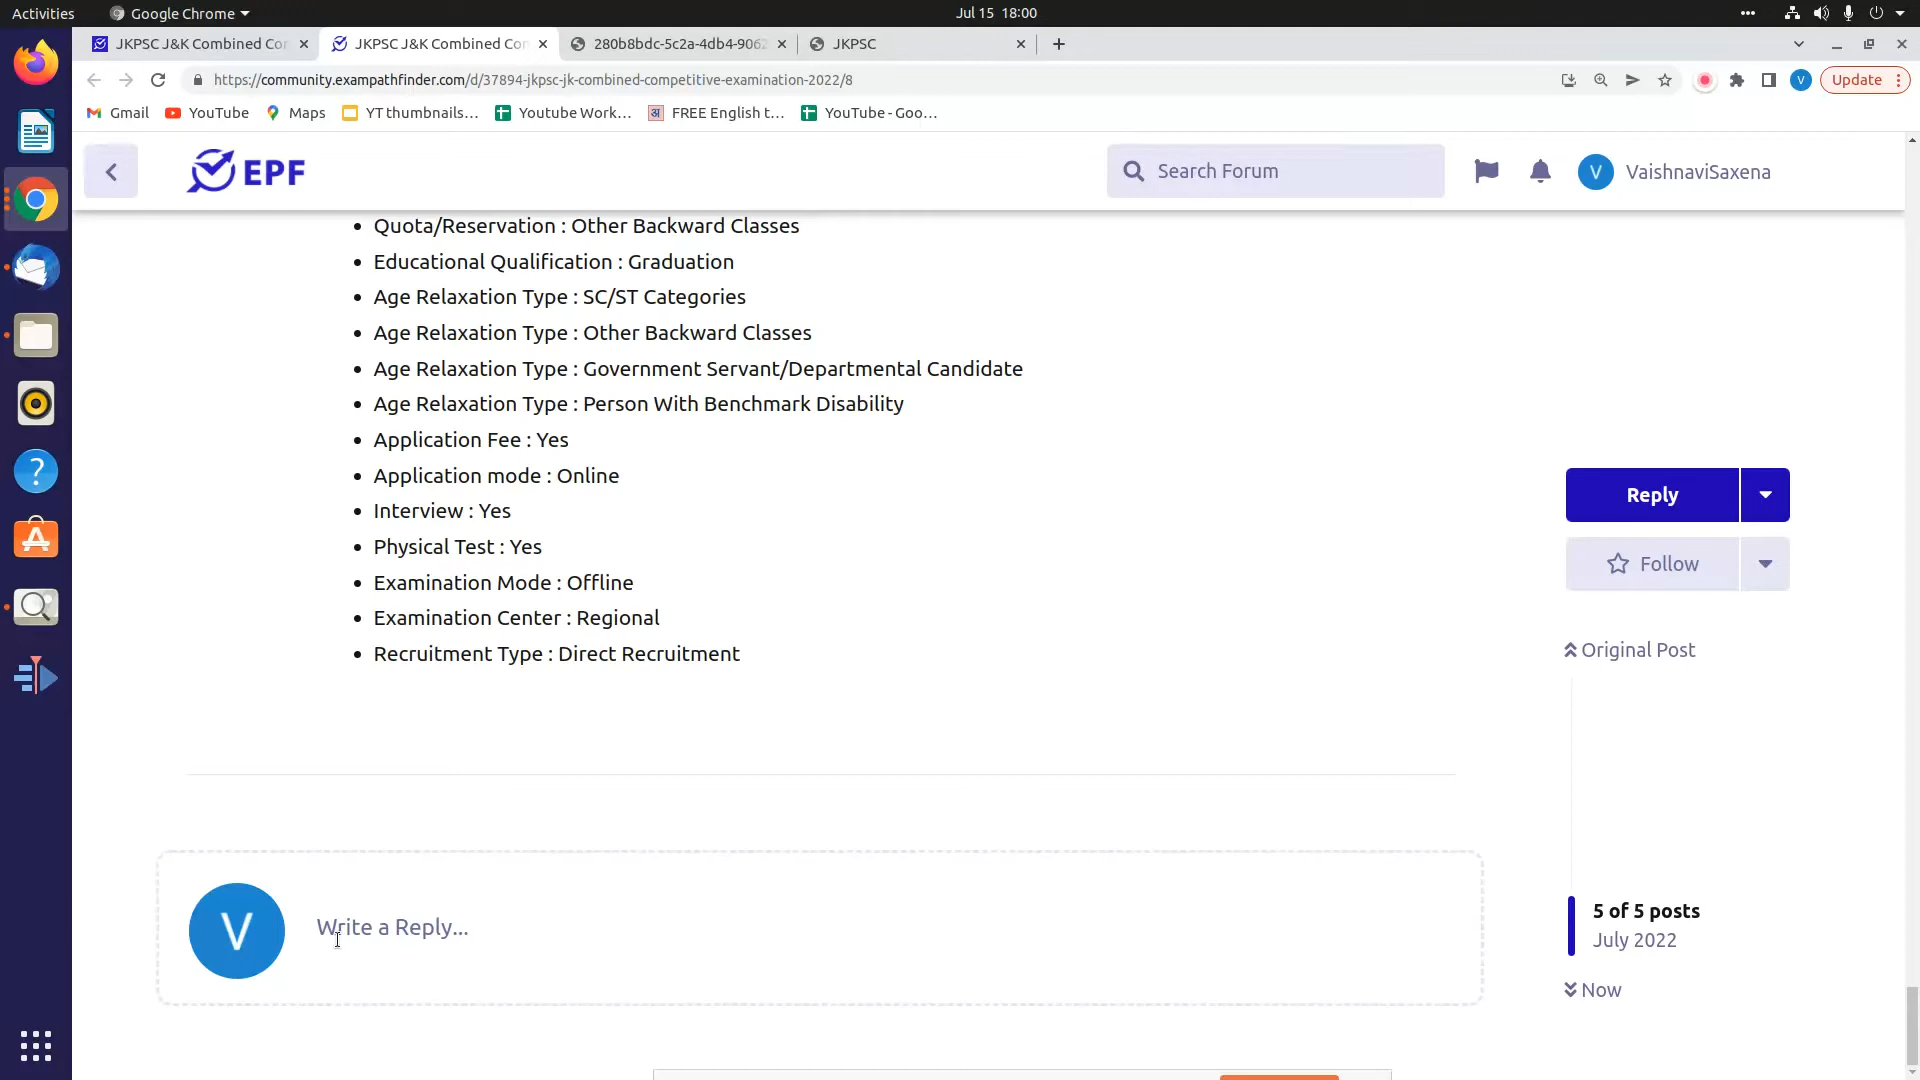 Activities Google Chrome Jul 15 18:00
JKPSC J&K Combined Cor JKPSC J&K Combined Cor 280b8bdc-5c2a-4db4-9062 JKPSC
https://community.exampathfinder.com/d/37894-jkpsc-jk-combined-competitive-examination-2022/8 V Update
Gmail YouTube Maps YT thumbnails... Youtube Work... FREE English t... YouTube - Goo...
EPF Search Forum V VaishnaviSaxena
Quota/Reservation : Other Backward Classes
Educational Qualification : Graduation
Age Relaxation Type : SC/ST Categories
Age Relaxation Type : Other Backward Classes
Age Relaxation Type : Government Servant/Departmental Candidate
Age Relaxation Type : Person With Benchmark Disability
Application Fee : Yes
Application mode : Online
Interview : Yes
Physical Test : Yes
Examination Mode : Offline
Examination Center : Regional
Recruitment Type : Direct Recruitment
Reply
Follow
Original Post
5 of 5 posts
July 2022
Now
V Write a Reply...